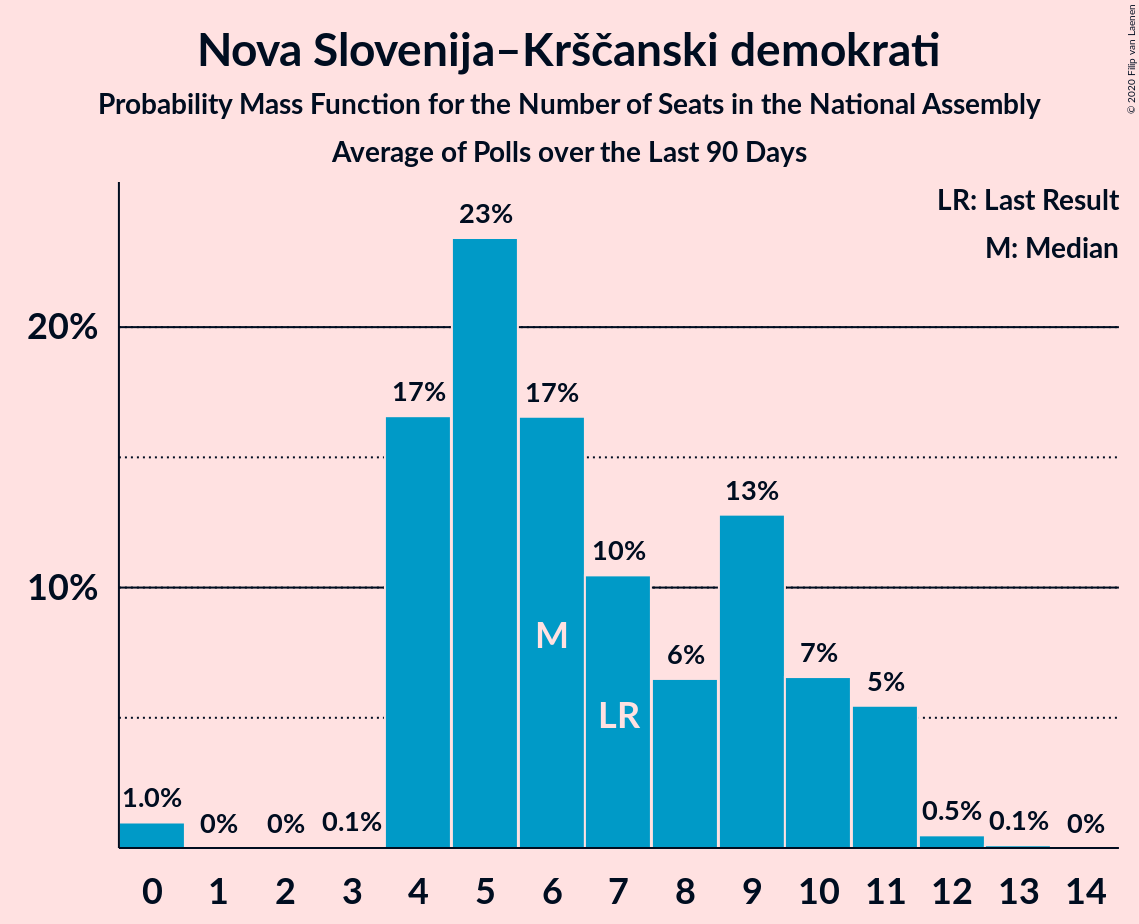 Nova Slovenija–Krščanski demokrati
Probability Mass Function for the Number of Seats in the National Assembly
Average of Polls over the Last 90 Days
© 2020 Filip van Laenen
LR: Last Result
M: Median
20%
10%
1.0%
0%
0%
0.1%
17%
23%
17%
10%
6%
13%
7%
5%
0.5%
0.1%
0%
M
LR
0 1 2 3 4 5 6 7 8 9 10 11 12 13 14